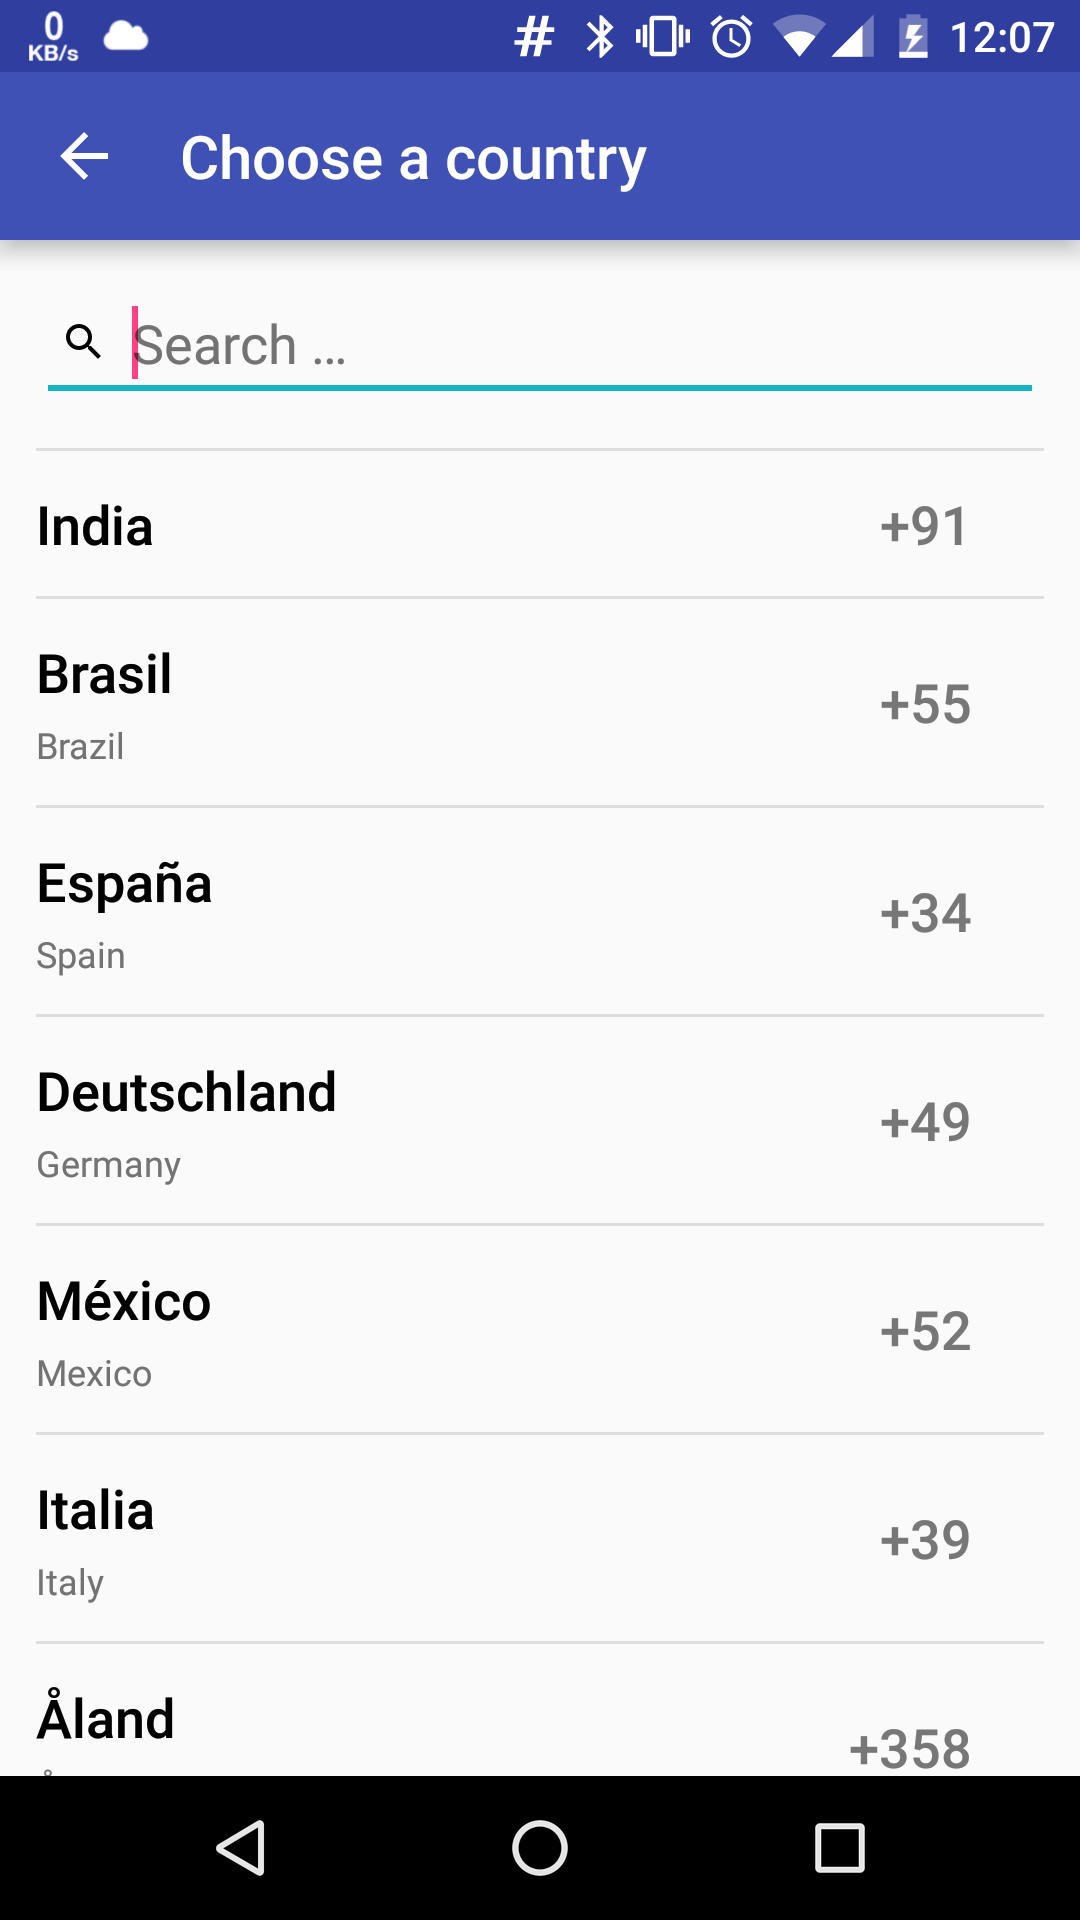 0
KB/s
12:07
Choose a country
Search ...
India +91
Brasil
Brazil
+55
España
Spain
+34
Deutschland
Germany
+49
México
Mexico
+52
Italia
Italy
+39
Åland
+358